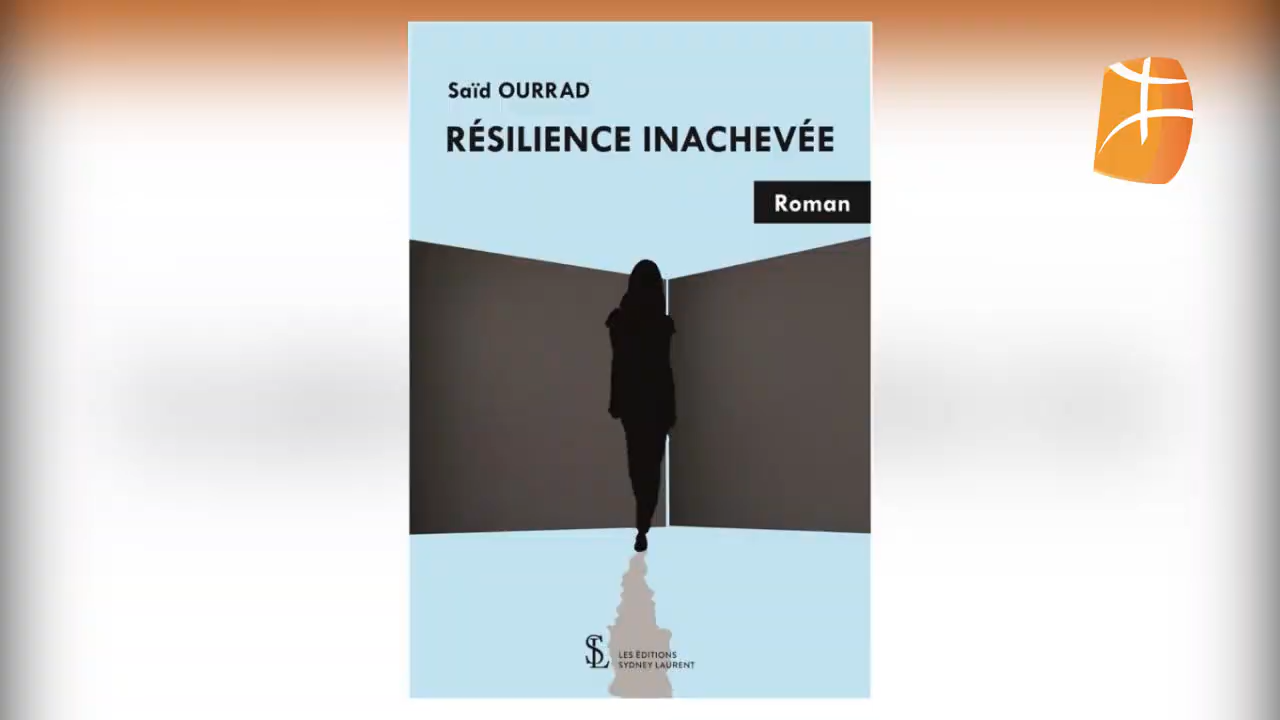 Saïd OURRAD
RÉSILIENCE INACHEVÉE
Roman
SL
LES ÉDITIONS
SYDNEY LAURENT